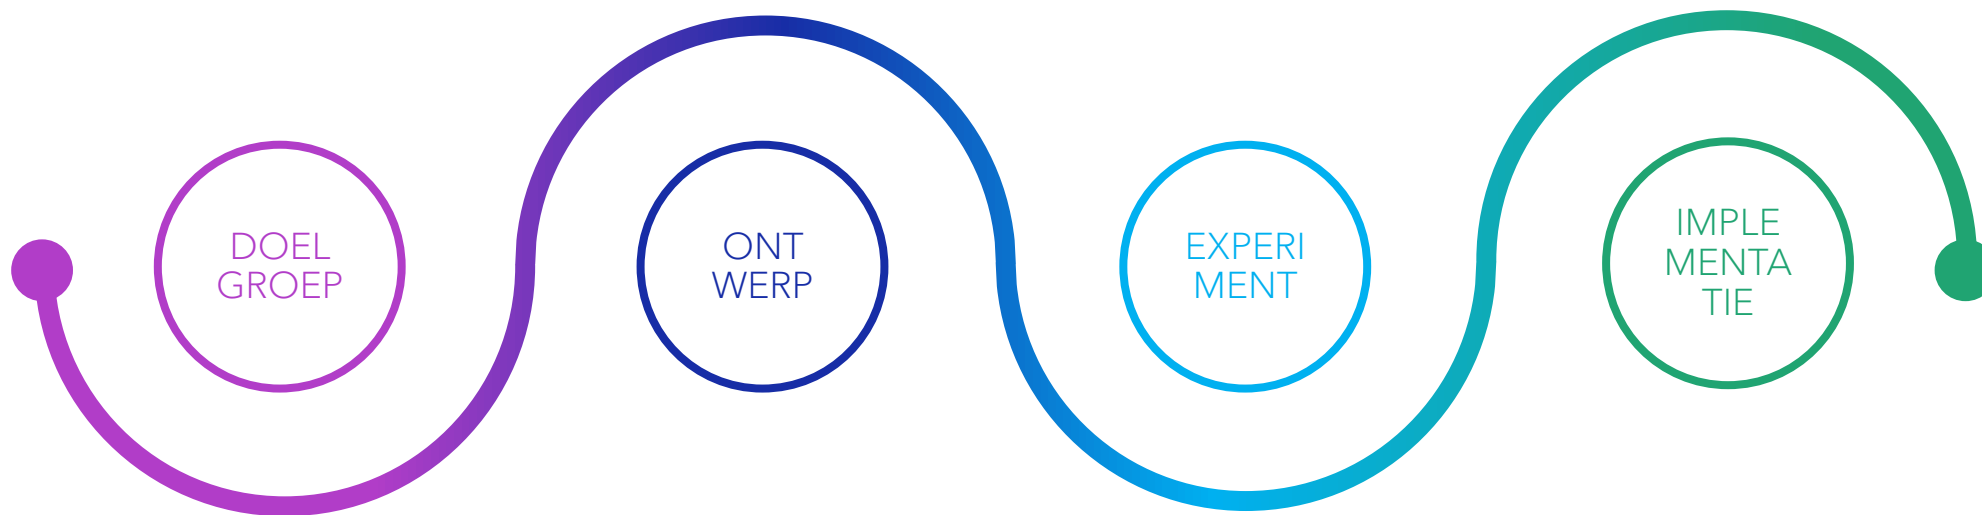 DOEL
GROEP
ONT
WERP
EXPERI
MENT
IMPLE
MENTA
TIE